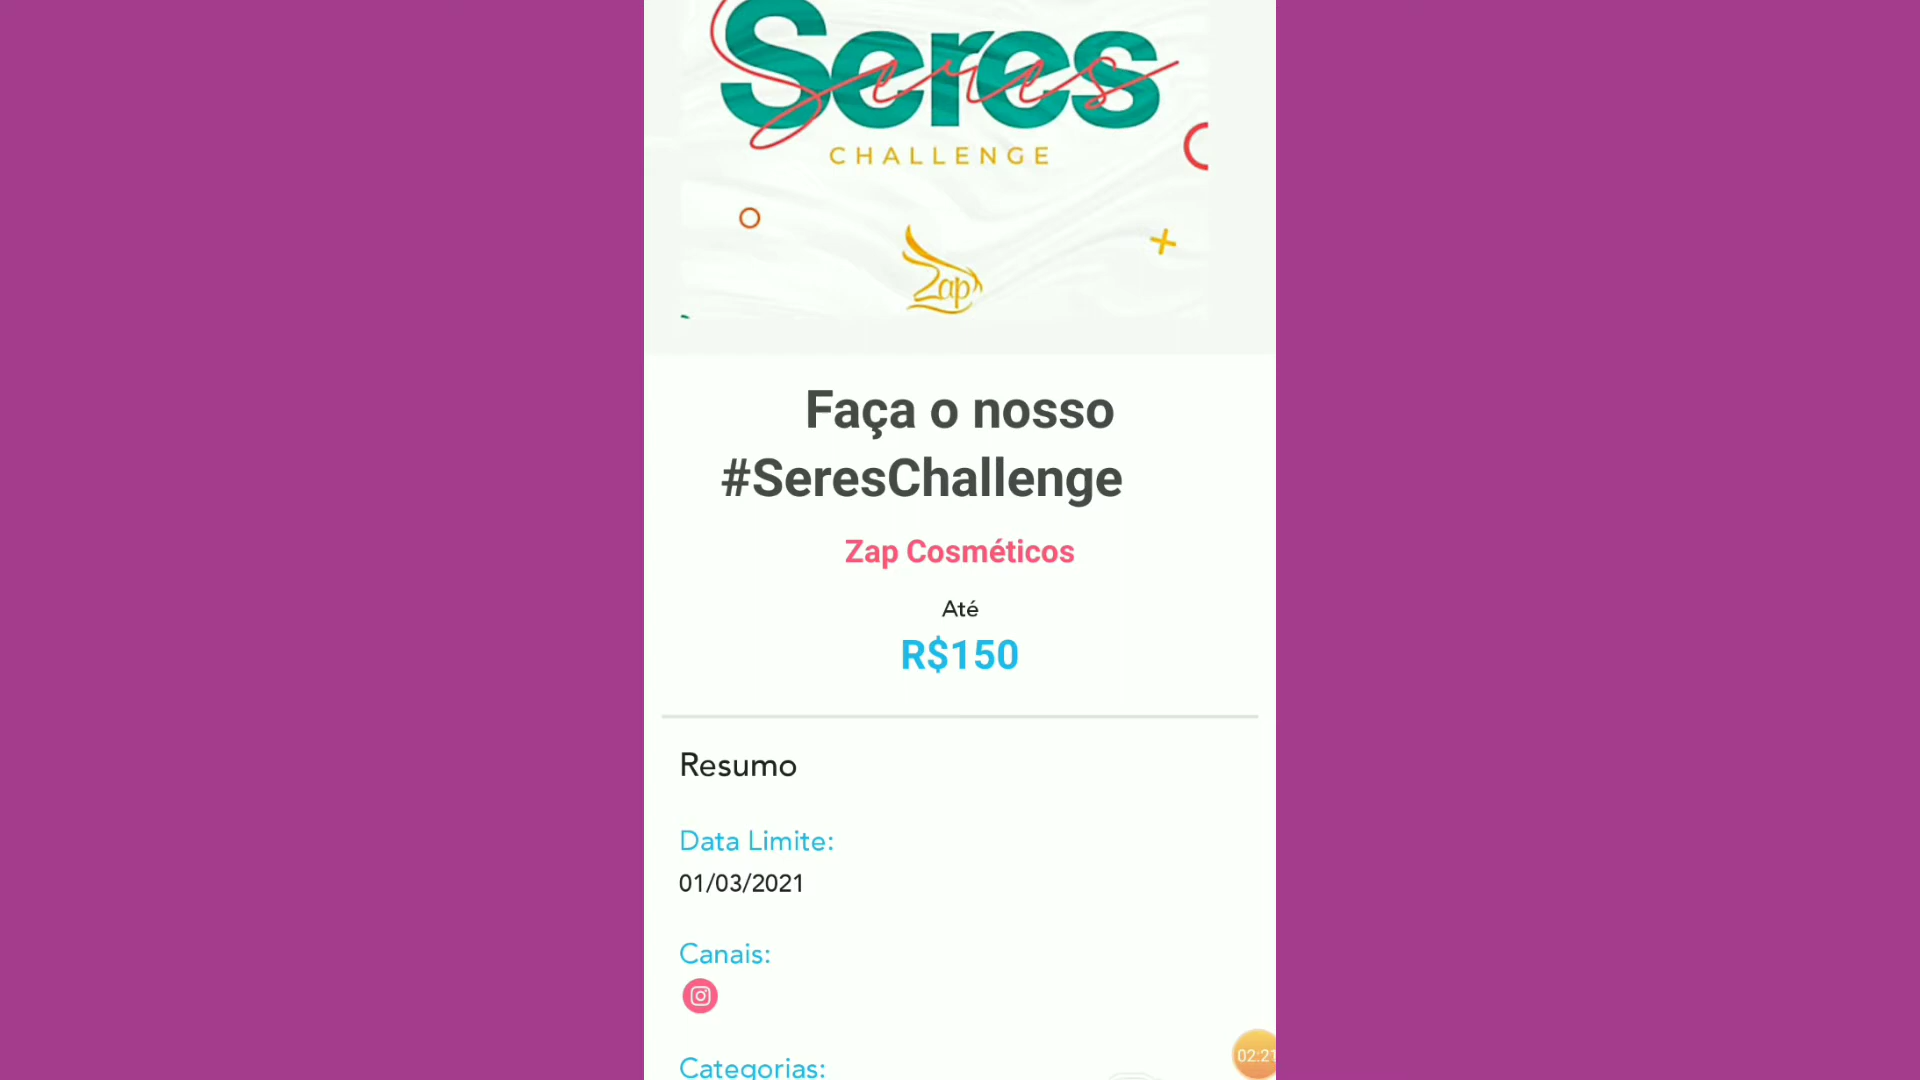 Seres
Seres
CHALLENGE
Zap
Faça o nosso
#SeresChallenge
Zap Cosméticos
Até
R$150
Resumo
Data Limite:
01/03/2021
Canais:
Categorias:
02:21